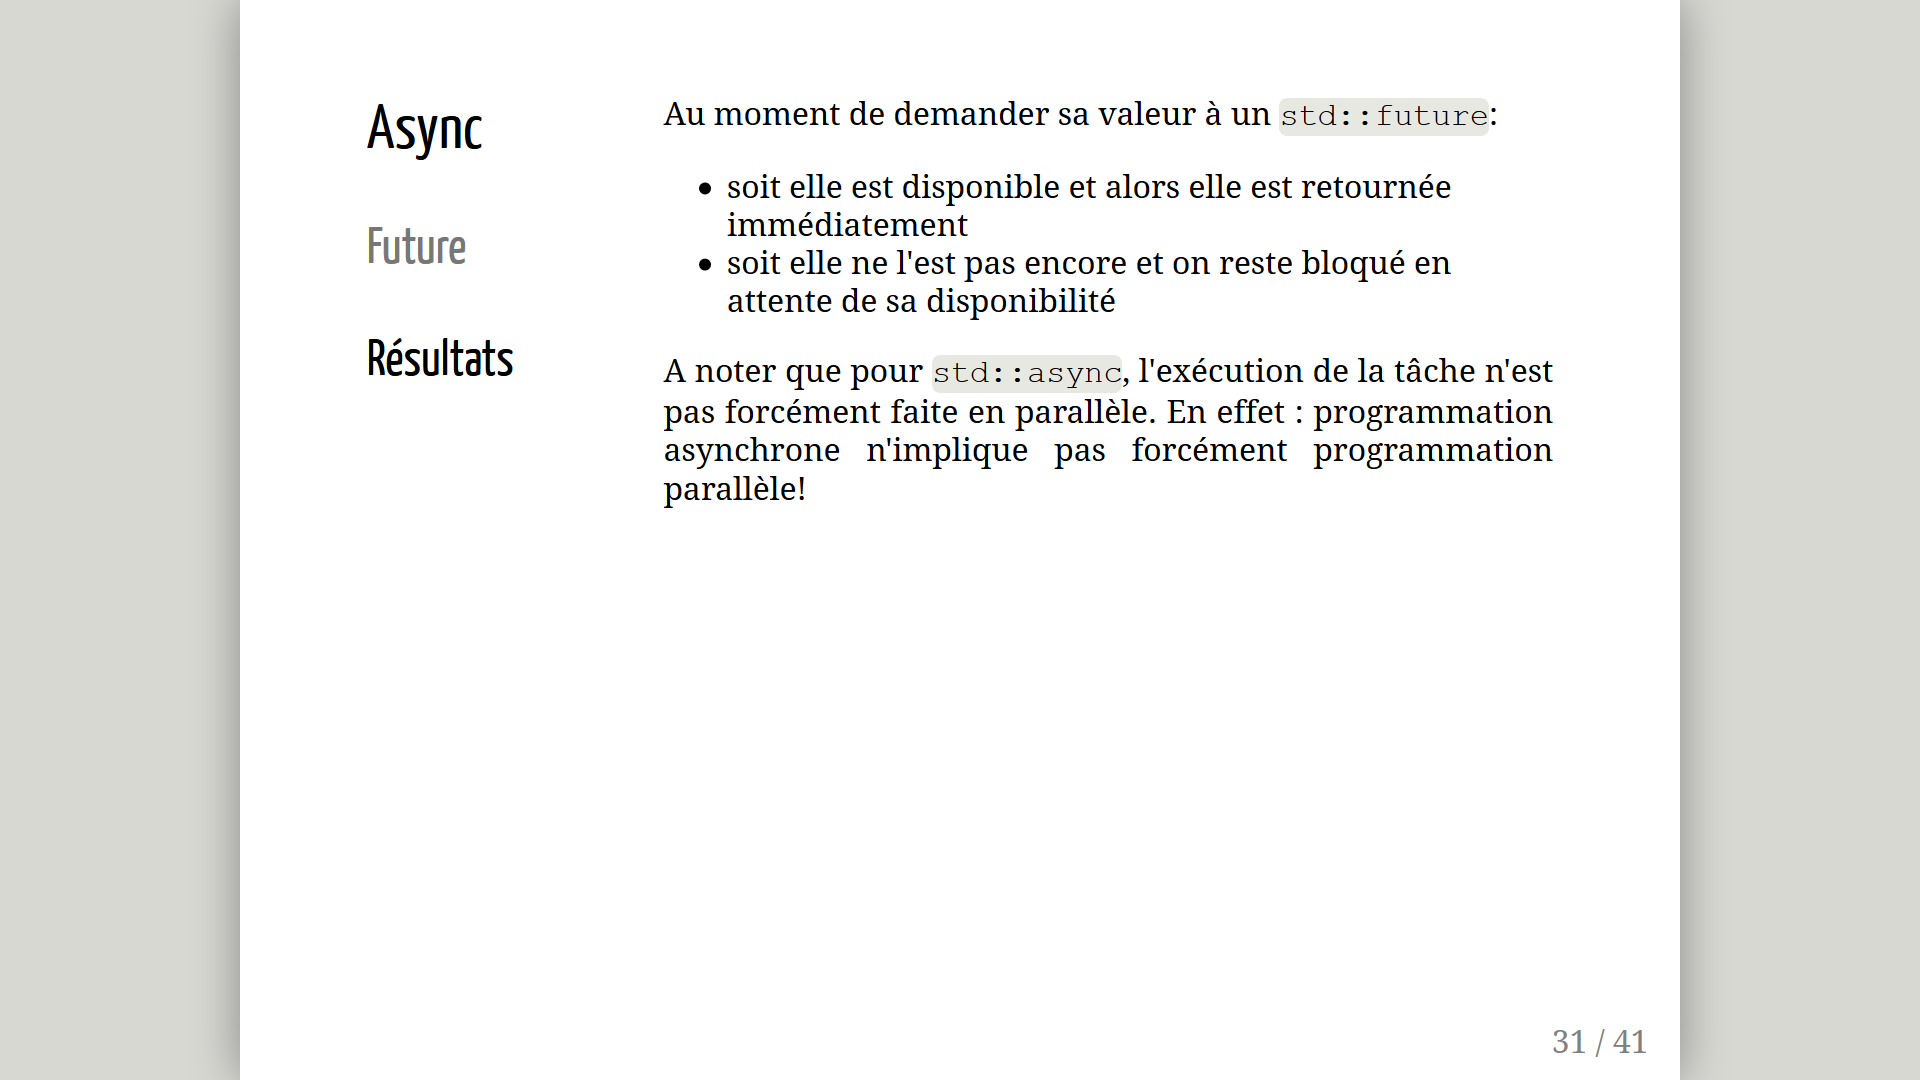 Async
Future
Résultats
Au moment de demander sa valeur à un std::future:
soit elle est disponible et alors elle est retournée
immédiatement
soit elle ne l'est pas encore et on reste bloqué en
attente de sa disponibilité
A noter que pour std::async, l'exécution de la tâche n'est
pas forcément faite en parallèle. En effet : programmation
asynchrone n'implique pas forcément programmation
parallèle!
31 / 41